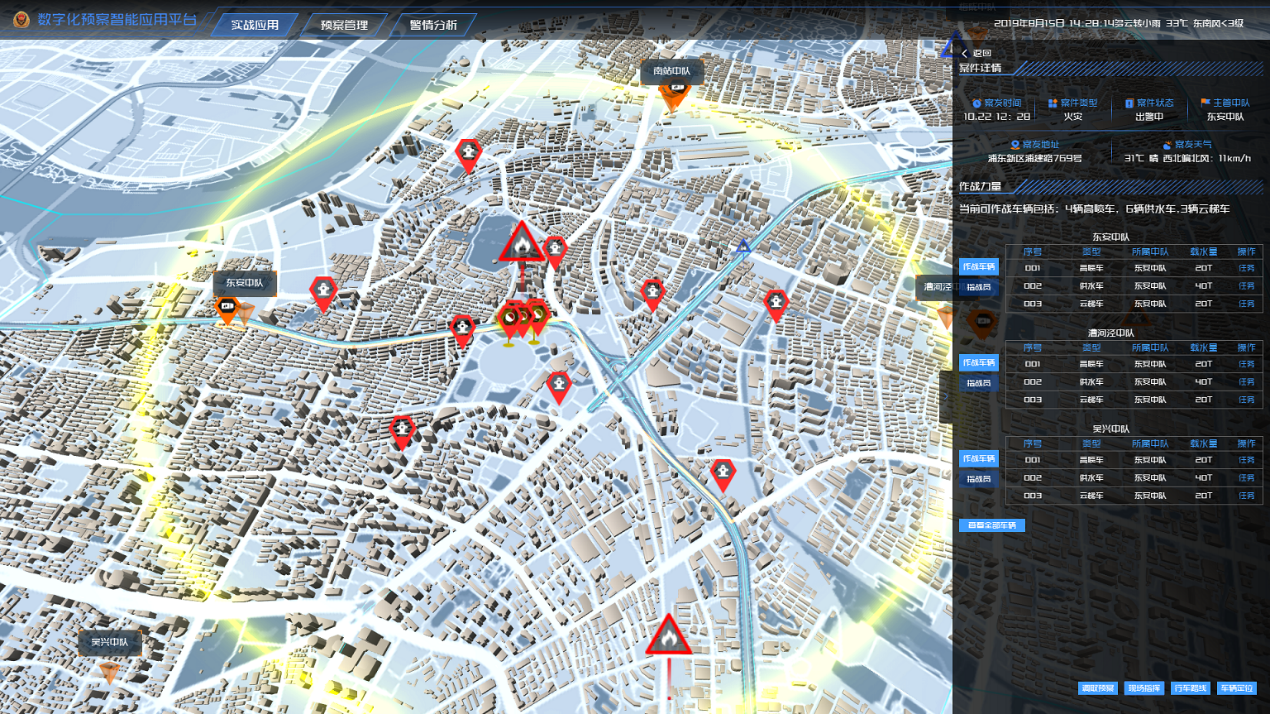 数字化预案智能应用平台
实战应用 预案管理 警情分析
2019年8月15日 14:28:14多云转小雨 33℃ 东南风<3级
返回
案件详情
案发时间 案件类型 案件状态 主管中队
10.22 12：28 火灾 出警中 东安中队
案发地址 案发天气
浦东新区浦建路769号 31℃ 晴 西北偏北风：11km/h
作战力量
当前可作战车辆包括：4辆高喷车，6辆供水车,3辆云梯车
东安中队
作战车辆
指战员
序号 类型 所属中队 载水量 操作
001 高喷车 东安中队 20T 任务
002 供水车 东安中队 40T 任务
003 云梯车 东安中队 20T 任务
漕河泾中队
作战车辆
指战员
序号 类型 所属中队 载水量 操作
001 高喷车 东安中队 20T 任务
002 供水车 东安中队 40T 任务
003 云梯车 东安中队 20T 任务
吴兴中队
作战车辆
指战员
序号 类型 所属中队 载水量 操作
001 高喷车 东安中队 20T 任务
002 供水车 东安中队 40T 任务
003 云梯车 东安中队 20T 任务
查看全部车辆
调取预案 现场指挥 行车路线 车辆定位
南站中队
东安中队
漕河泾中
吴兴中队